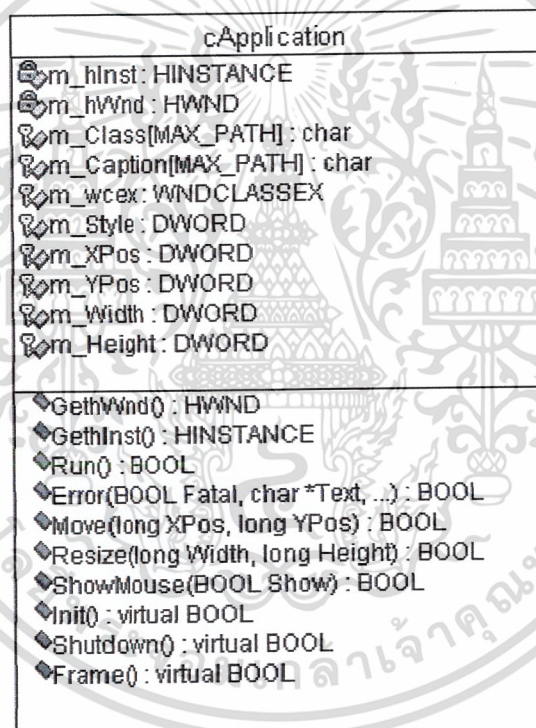 cApplication
m_hInst : HINSTANCE
m_hWnd : HWND
m_Class[MAX_PATH] : char
m_Caption[MAX_PATH] : char
m_wcex : WNDCLASSEX
m_Style : DWORD
m_XPos : DWORD
m_YPos : DWORD
m_Width : DWORD
m_Height : DWORD
GethWnd() : HWND
GethInst() : HINSTANCE
Run() : BOOL
Error(BOOL Fatal, char *Text, ...) : BOOL
Move(long XPos, long YPos) : BOOL
Resize(long Width, long Height) : BOOL
ShowMouse(BOOL Show) : BOOL
Init() : virtual BOOL
Shutdown() : virtual BOOL
Frame() : virtual BOOL